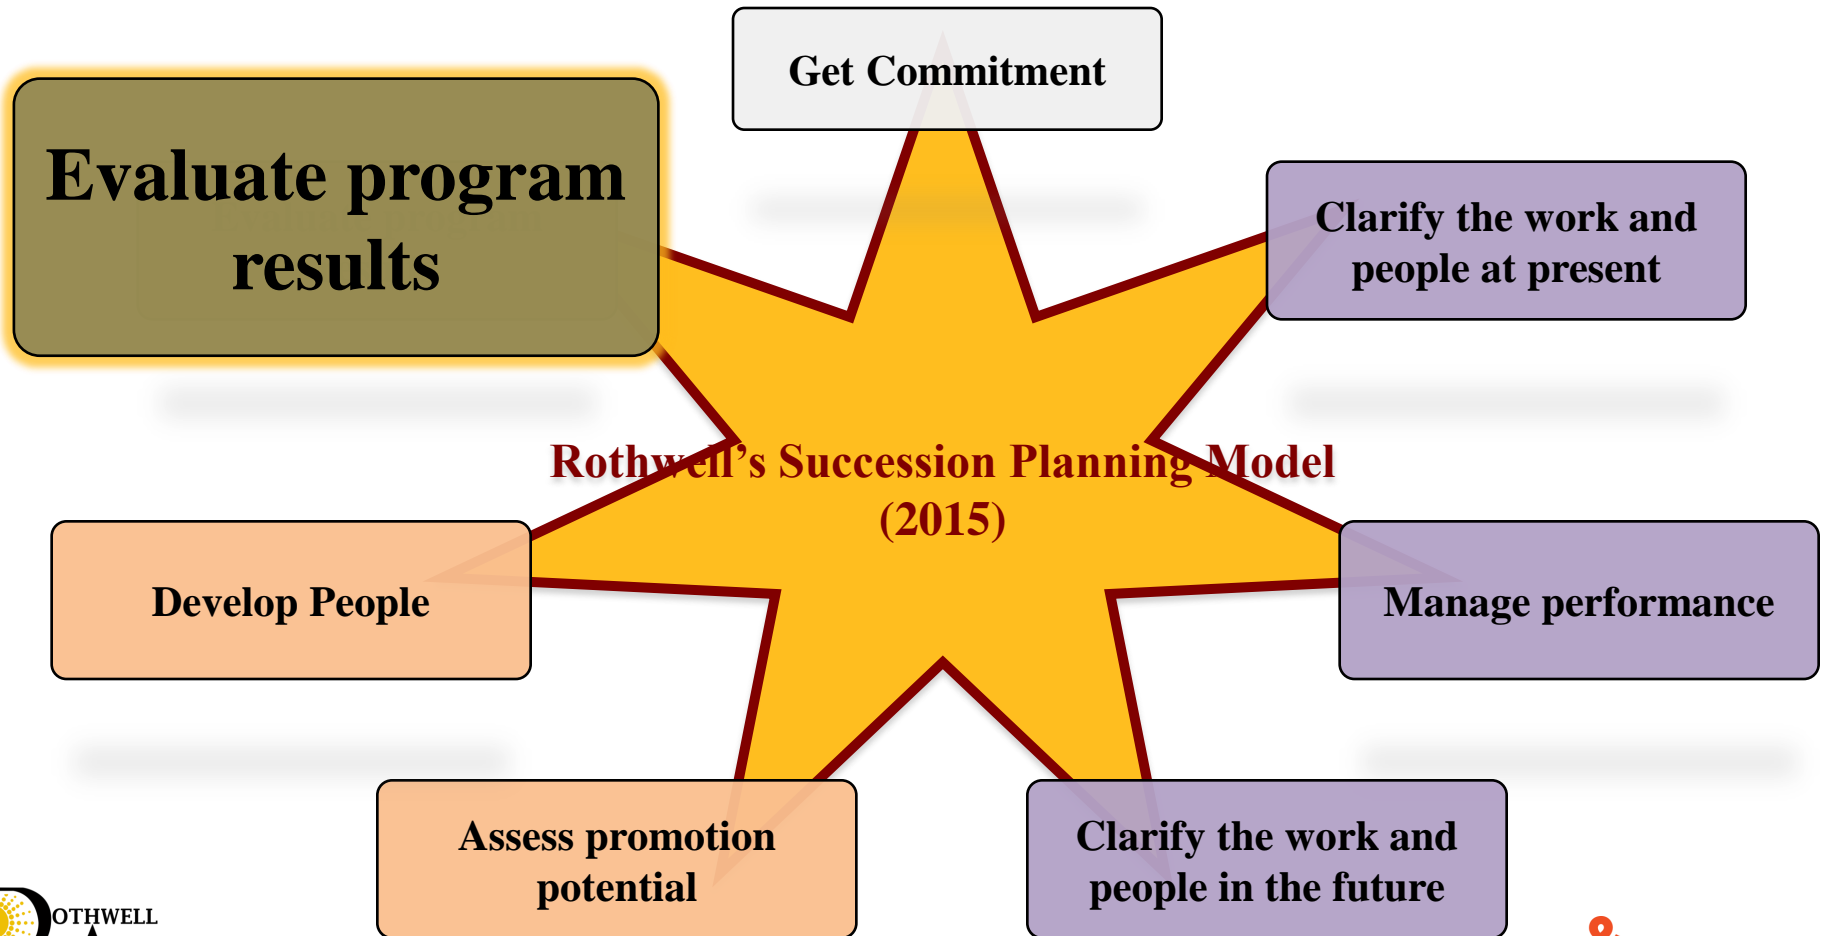 Get Commitment
Evaluate program
results
Clarify the work and
people at present
Rothwell’s Succession Planning Model
(2015)
Develop People
Manage performance
Assess promotion
potential
Clarify the work and
people in the future
OTHWELL
&